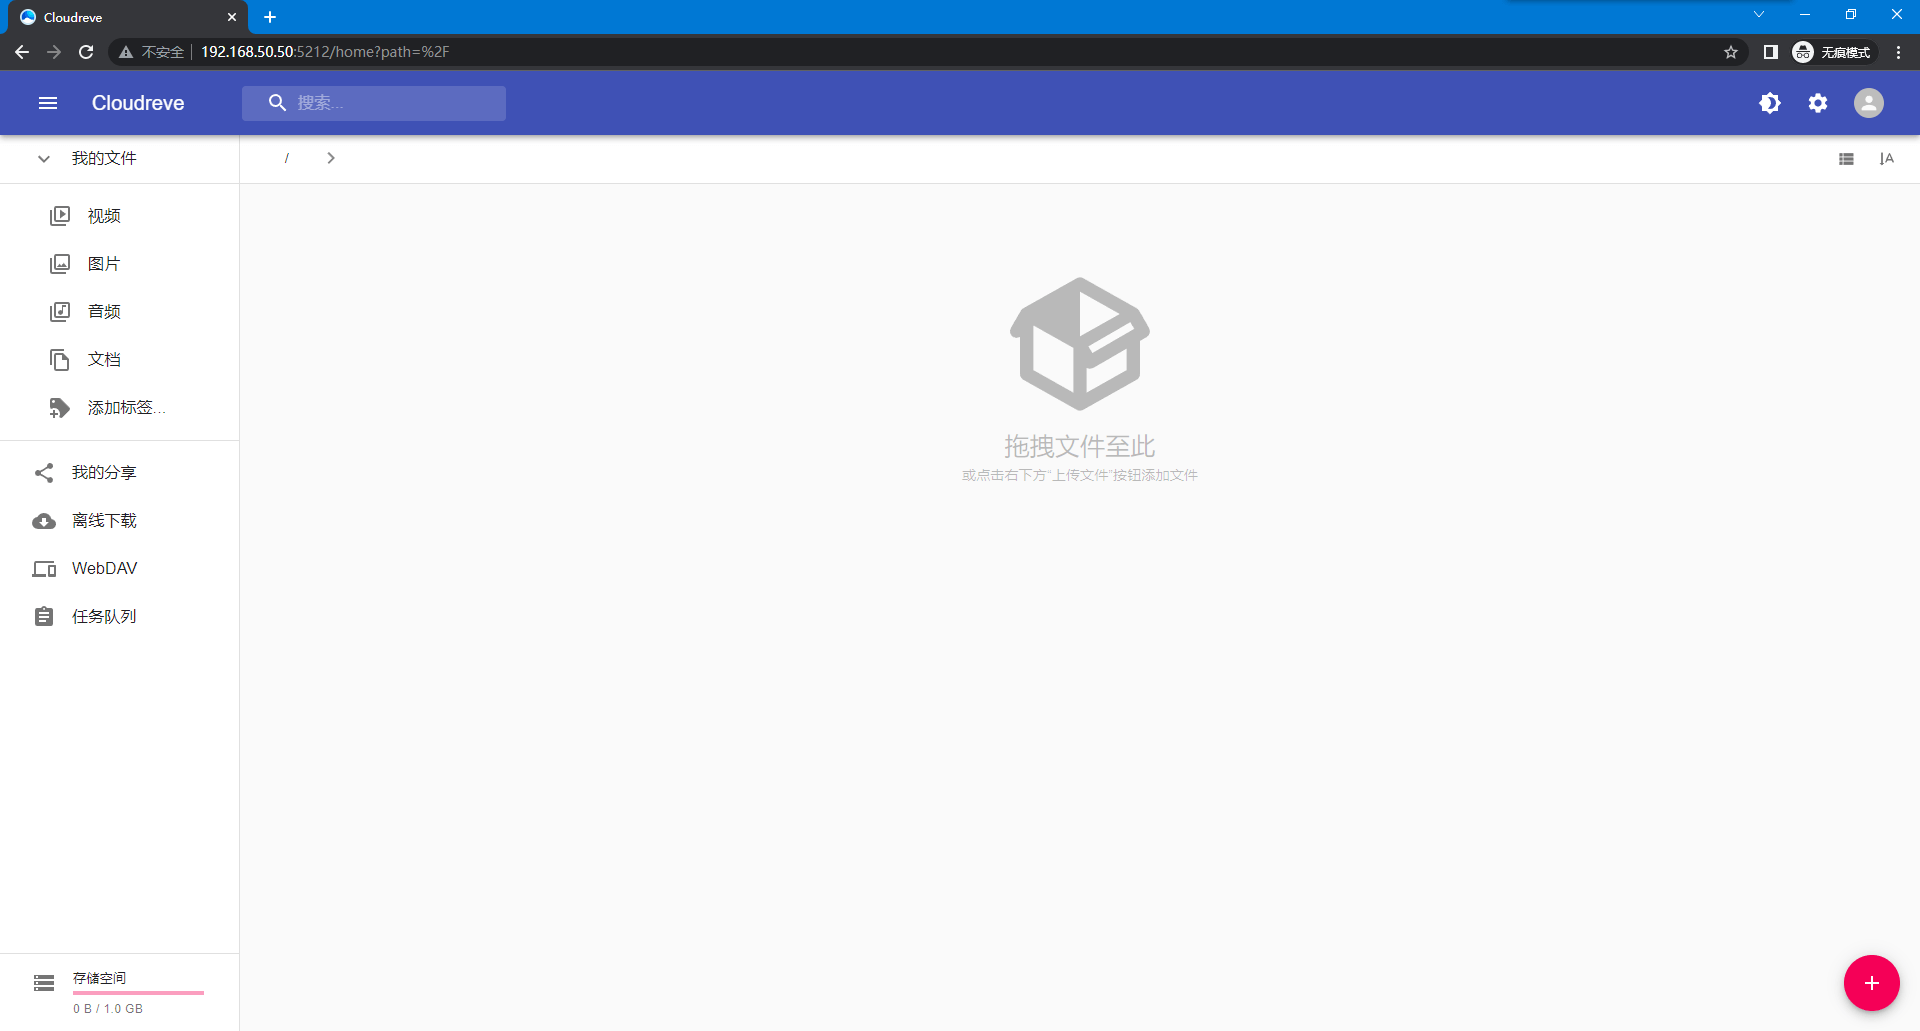 Cloudreve
不安全 192.168.50.50:5212/home?path=%2F 无痕模式
Cloudreve 搜索...
我的文件 / A
视频
图片
音频
文档
添加标签...
拖拽文件至此
或点击右下方“上传文件”按钮添加文件
我的分享
离线下载
WebDAV
任务队列
存储空间
0 B / 1.0 GB